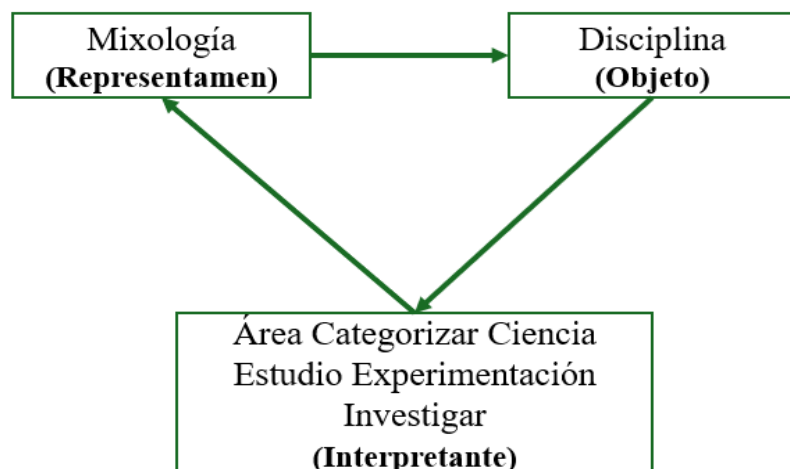 Mixología
(Representamen)
Disciplina
(Objeto)
Área Categorizar Ciencia
Estudio Experimentación
Investigar
(Interpretante)